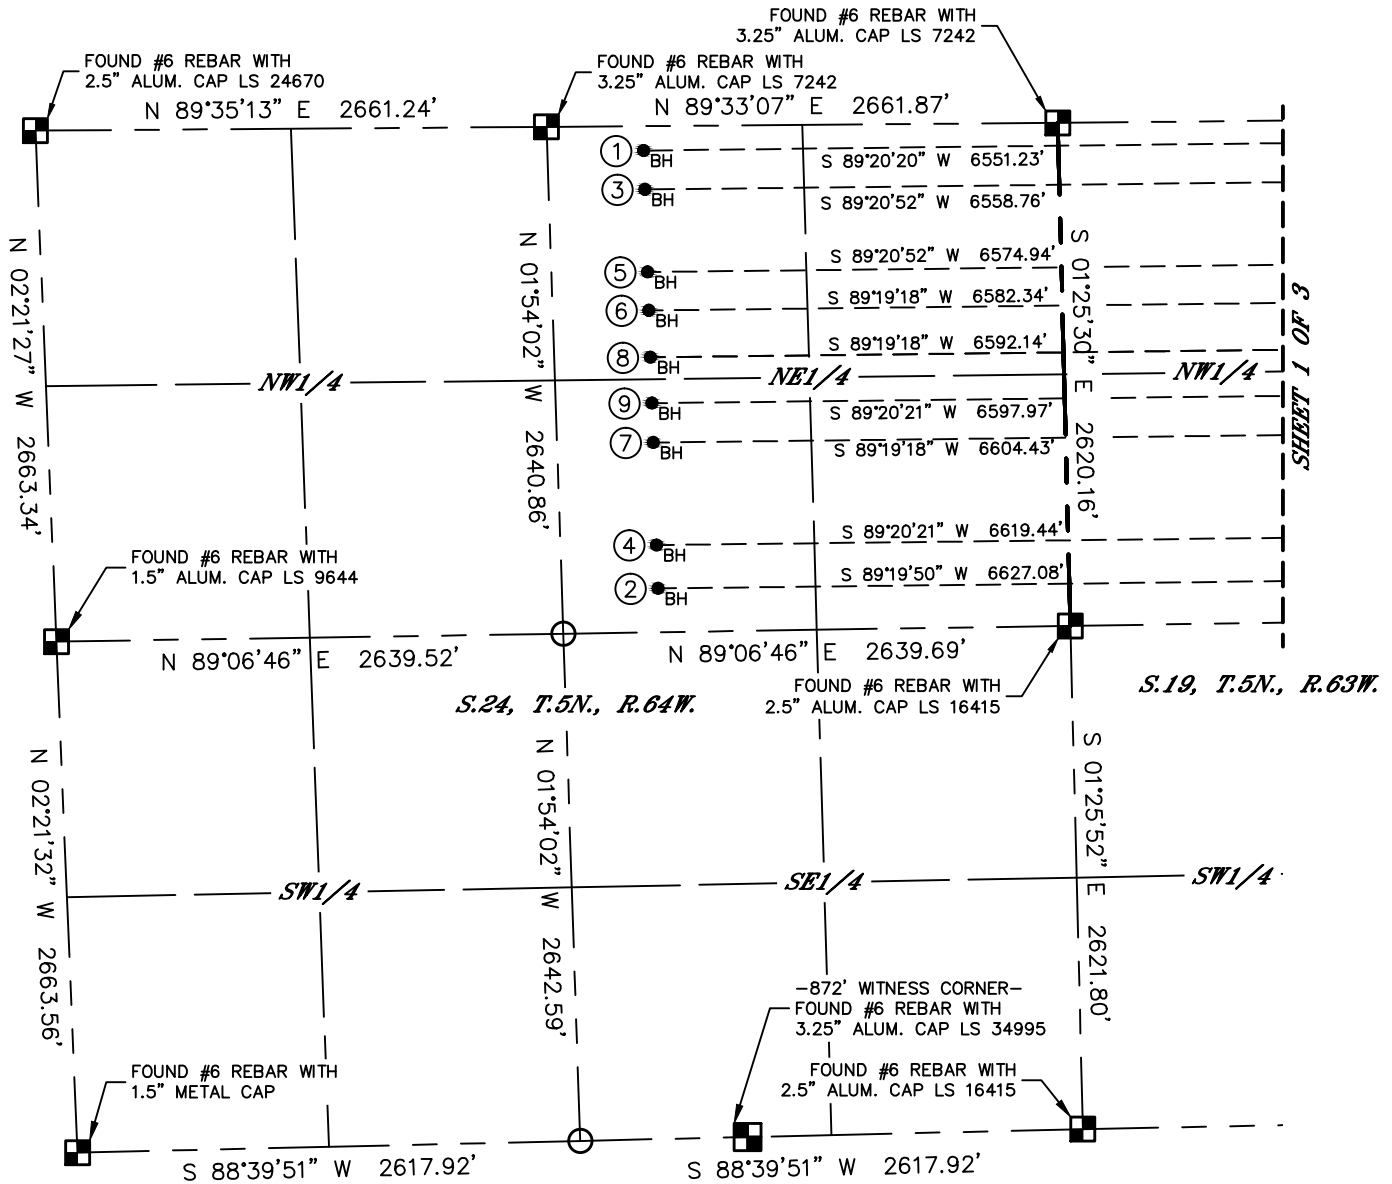 FOUND #6 REBAR WITH
3.25" ALUM. CAP LS 7242
FOUND #6 REBAR WITH
2.5" ALUM. CAP LS 24670
FOUND #6 REBAR WITH
3.25" ALUM. CAP LS 7242
N 89°35'13" E 2661.24'
N 89°33'07" E 2661.87'
1 BH
S 89°20'20" W 6551.23'
3 BH
S 89°20'52" W 6558.76'
5 BH
S 89°20'52" W 6574.94'
6 BH
S 89°19'18" W 6582.34'
8 BH
S 89°19'18" W 6592.14'
9 BH
S 89°20'21" W 6597.97'
7 BH
S 89°19'18" W 6604.43'
4 BH
S 89°20'21" W 6619.44'
2 BH
S 89°19'50" W 6627.08'
N 02°21'27" W 2663.34'
N 01°54'02" W 2640.86'
S 01°25'30" E 2620.16'
SHEET 1 OF 3
NW1/4
NE1/4
NW1/4
FOUND #6 REBAR WITH
1.5" ALUM. CAP LS 9644
N 89°06'46" E 2639.52'
N 89°06'46" E 2639.69'
FOUND #6 REBAR WITH
2.5" ALUM. CAP LS 16415
S.24, T.5N., R.64W.
S.19, T.5N., R.63W.
N 02°21'32" W 2663.56'
N 01°54'02" W 2642.59'
S 01°25'52" E 2621.80'
SW1/4
SE1/4
SW1/4
-872' WITNESS CORNER-
FOUND #6 REBAR WITH
3.25" ALUM. CAP LS 34995
FOUND #6 REBAR WITH
1.5" METAL CAP
FOUND #6 REBAR WITH
2.5" ALUM. CAP LS 16415
S 88°39'51" W 2617.92'
S 88°39'51" W 2617.92'